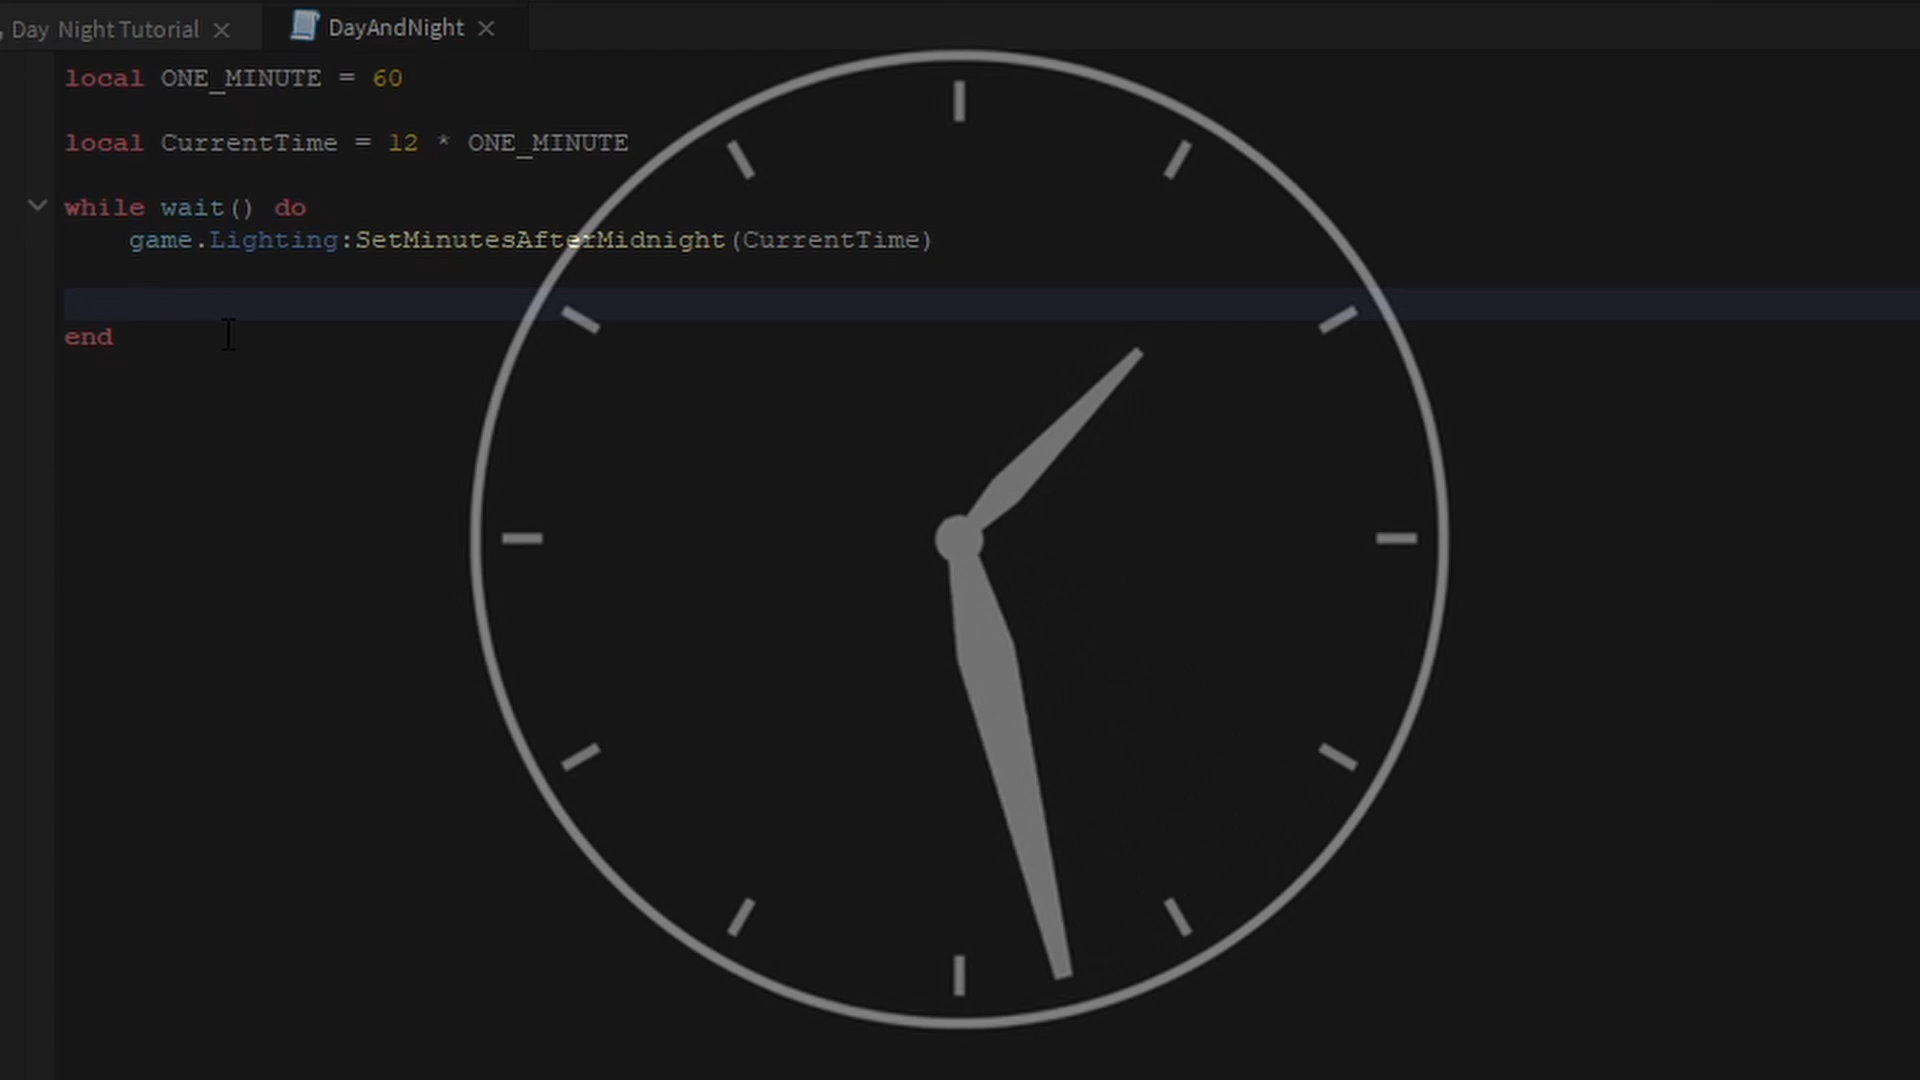 Day Night Tutorial DayAndNight
local ONE_MINUTE = 60
local CurrentTime = 12 * ONE_MINUTE
while wait() do
game.Lighting:SetMinutesAfterMidnight(CurrentTime)
end